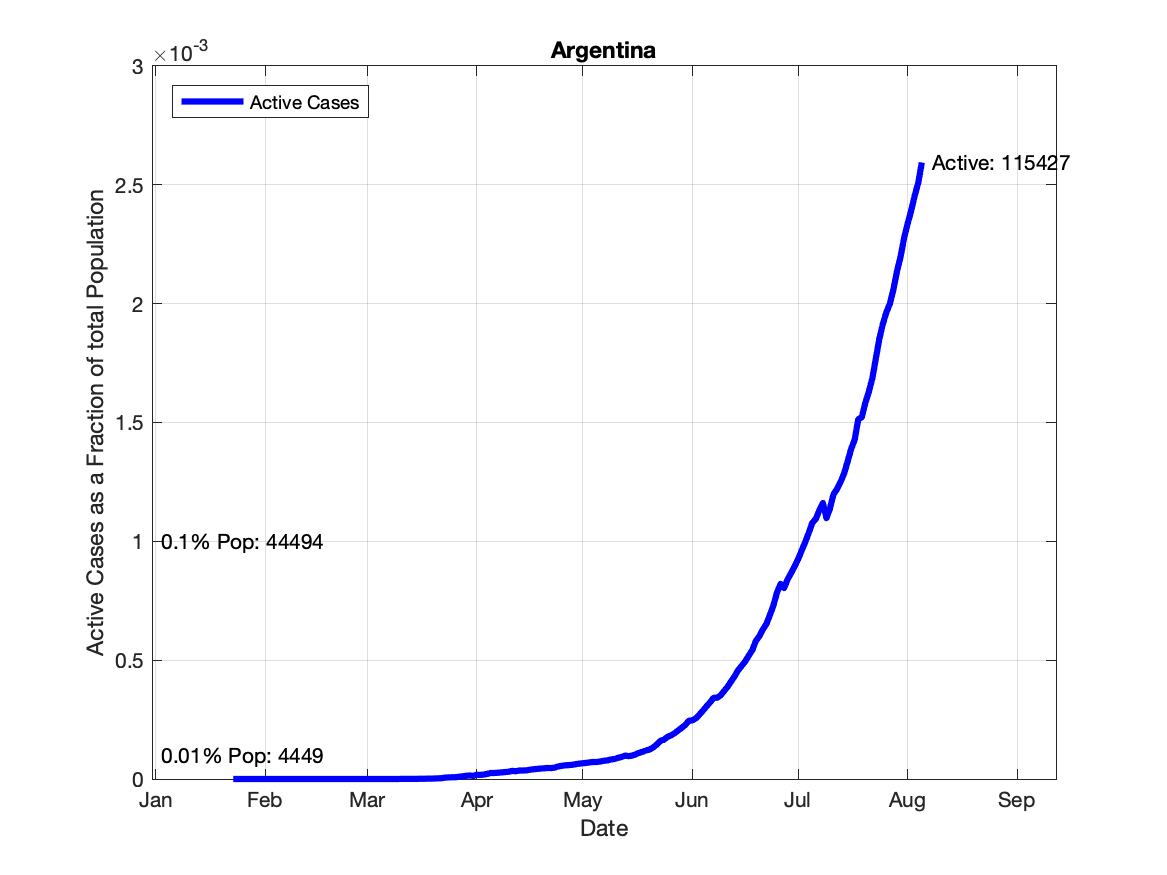 Argentina
×10-3
3
2.5
2
1.5
1
0.5
0
Active Cases
Active: 115427
0.1% Pop: 44494
0.01% Pop: 4449
Active Cases as a Fraction of total Population
Jan Feb Mar Apr May Jun Jul Aug Sep
Date